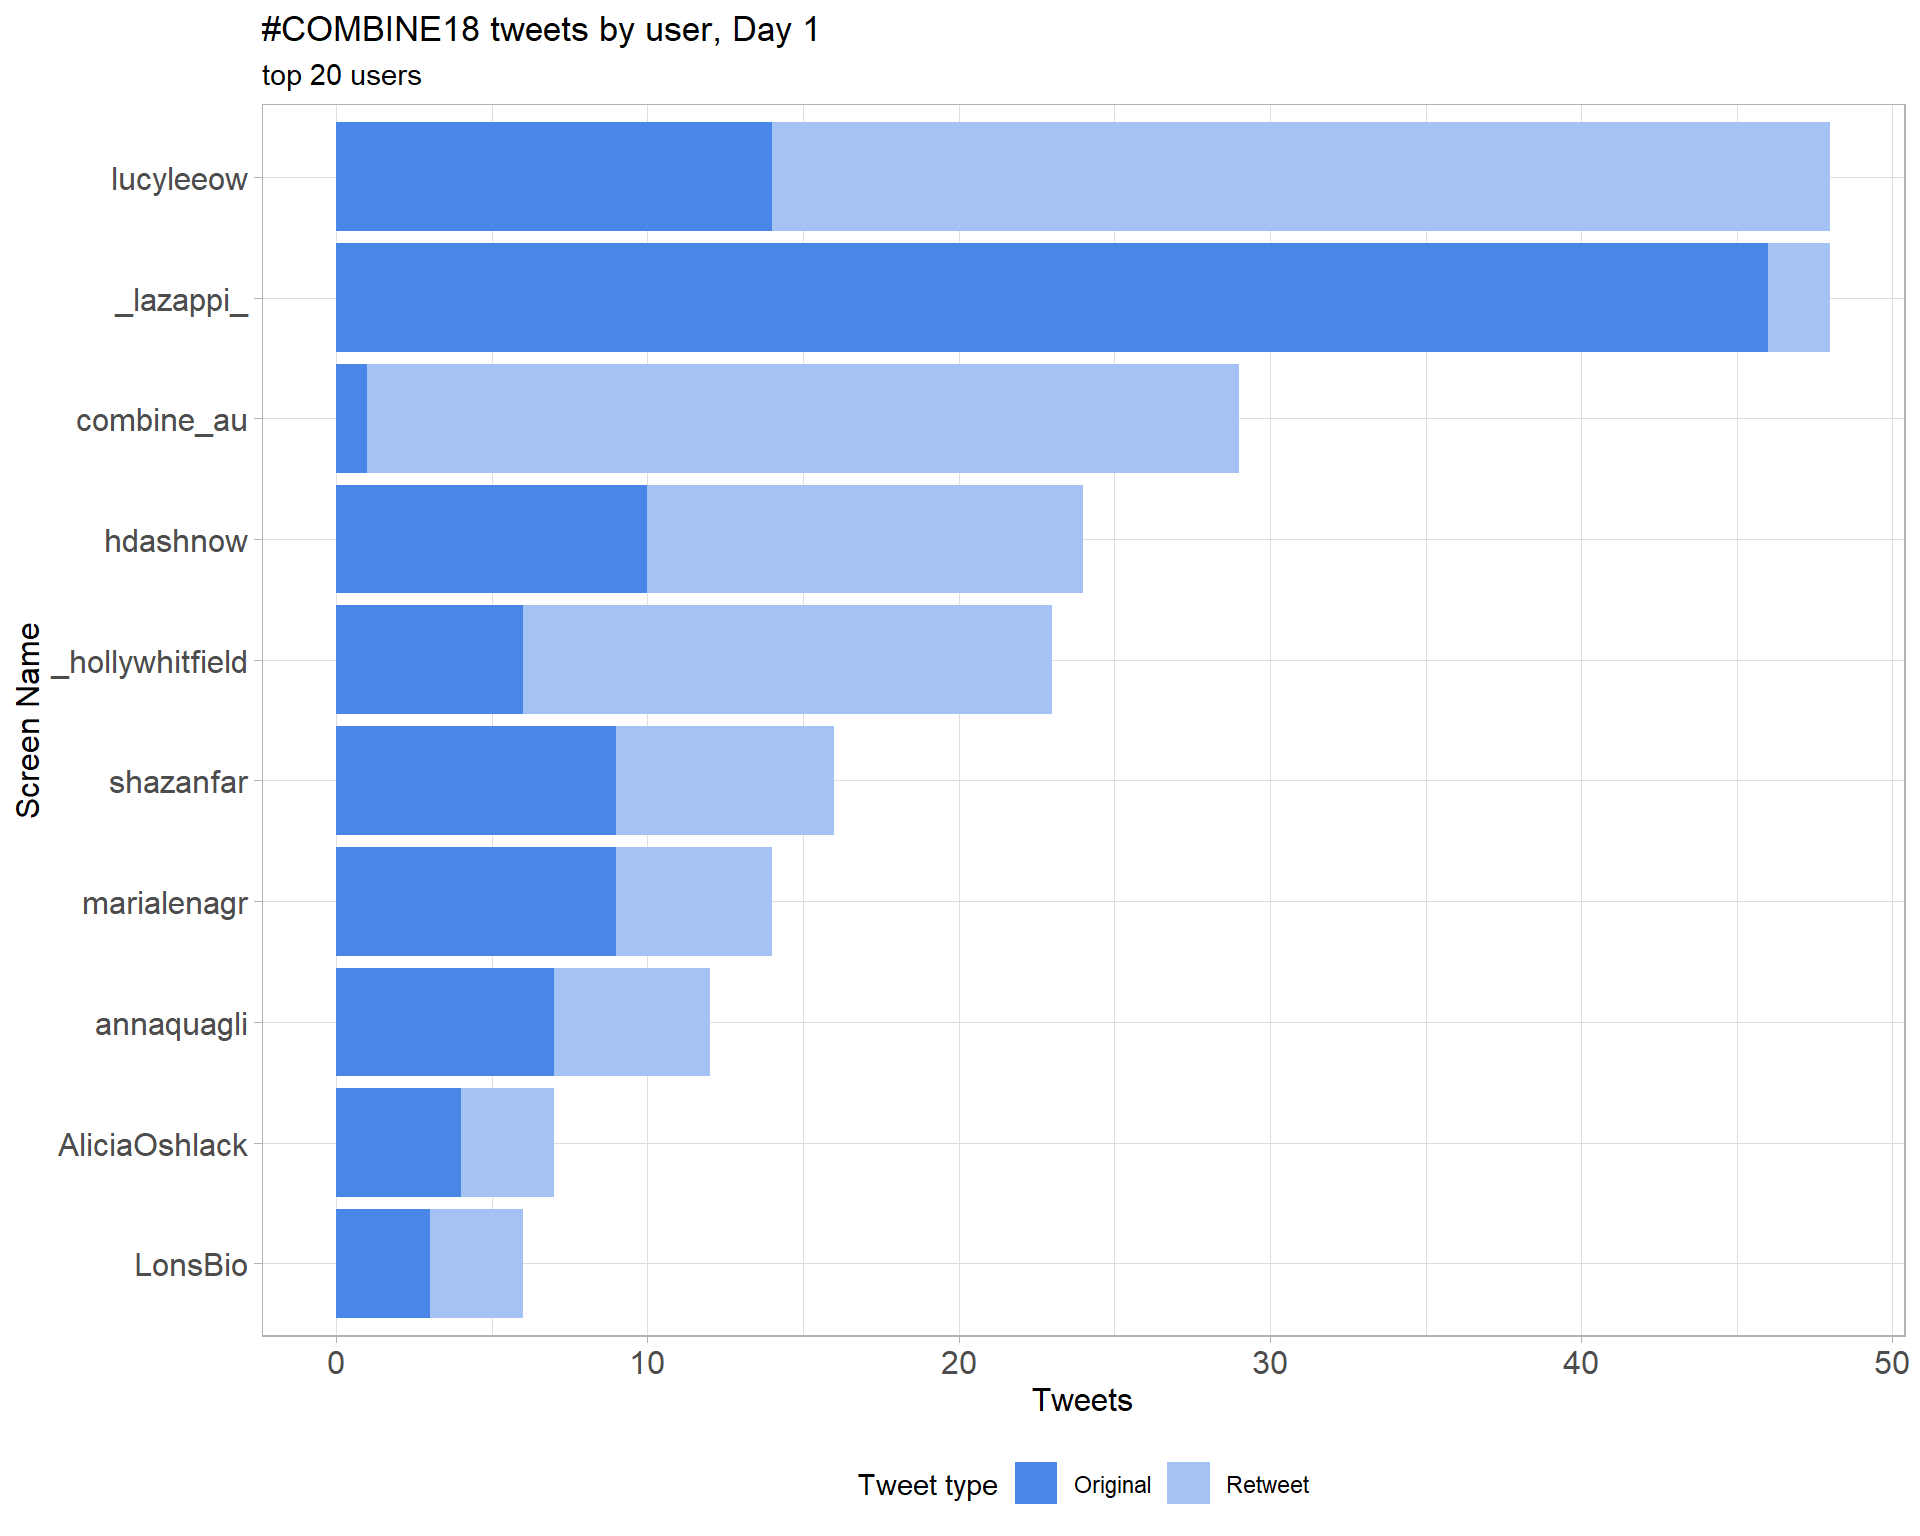 #COMBINE18 tweets by user, Day 1
top 20 users
Screen Name
lucyleeow
_lazappi_
combine_au
hdashnow
_hollywhitfield
shazanfar
marialenagr
annaquagli
AliciaOshlack
LonsBio
0 10 20 30 40 50
Tweets
Tweet type Original Retweet